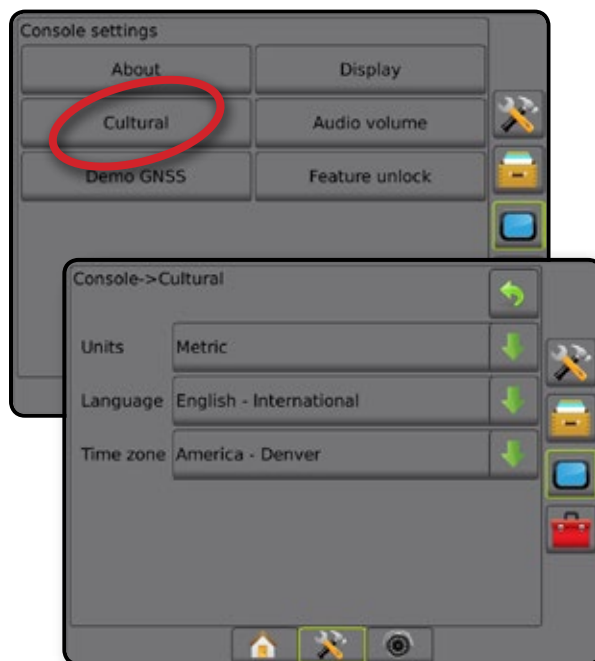 Console settings
About Display
Cultural Audio volume
Demo GNSS Feature unlock
Console->Cultural
Units Metric
Language English - International
Time zone America - Denver